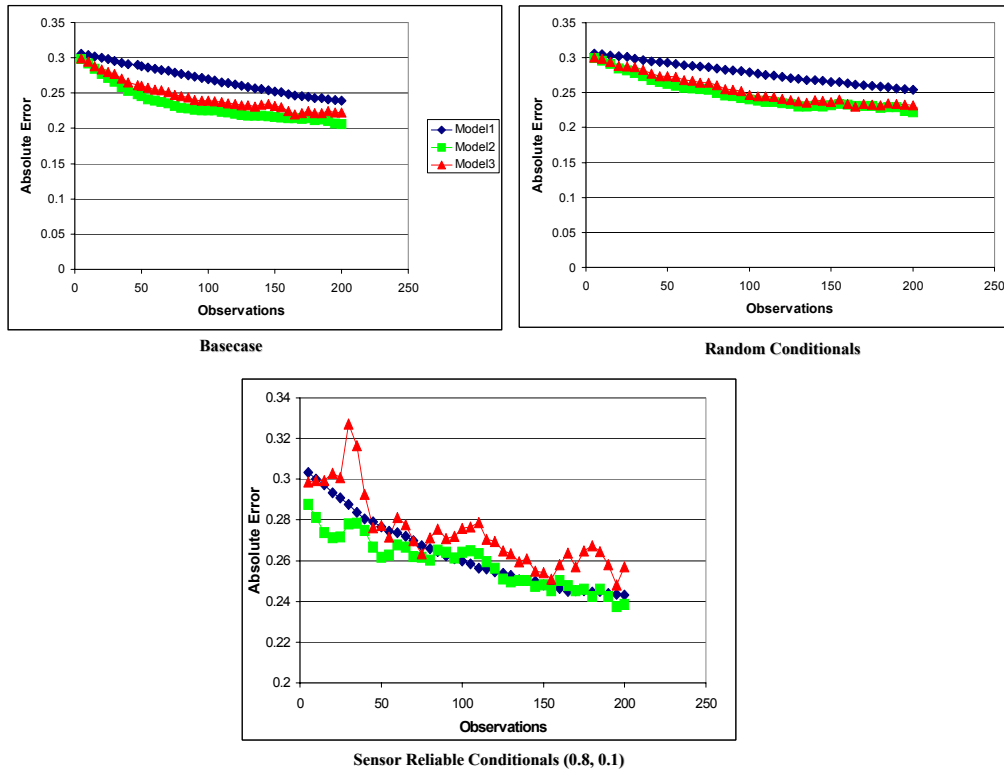 0.35
0.3
0.25
0.2
0.15
0.1
0.05
0
Absolute Error
0 50 100 150 200 250
Observations
Model1
Model2
Model3
Basecase
0.35
0.3
0.25
0.2
0.15
0.1
0.05
0
Absolute Error
0 50 100 150 200 250
Observations
Random Conditionals
0.34
0.32
0.3
0.28
0.26
0.24
0.22
0.2
Absolute Error
0 50 100 150 200 250
Observations
Sensor Reliable Conditionals (0.8, 0.1)